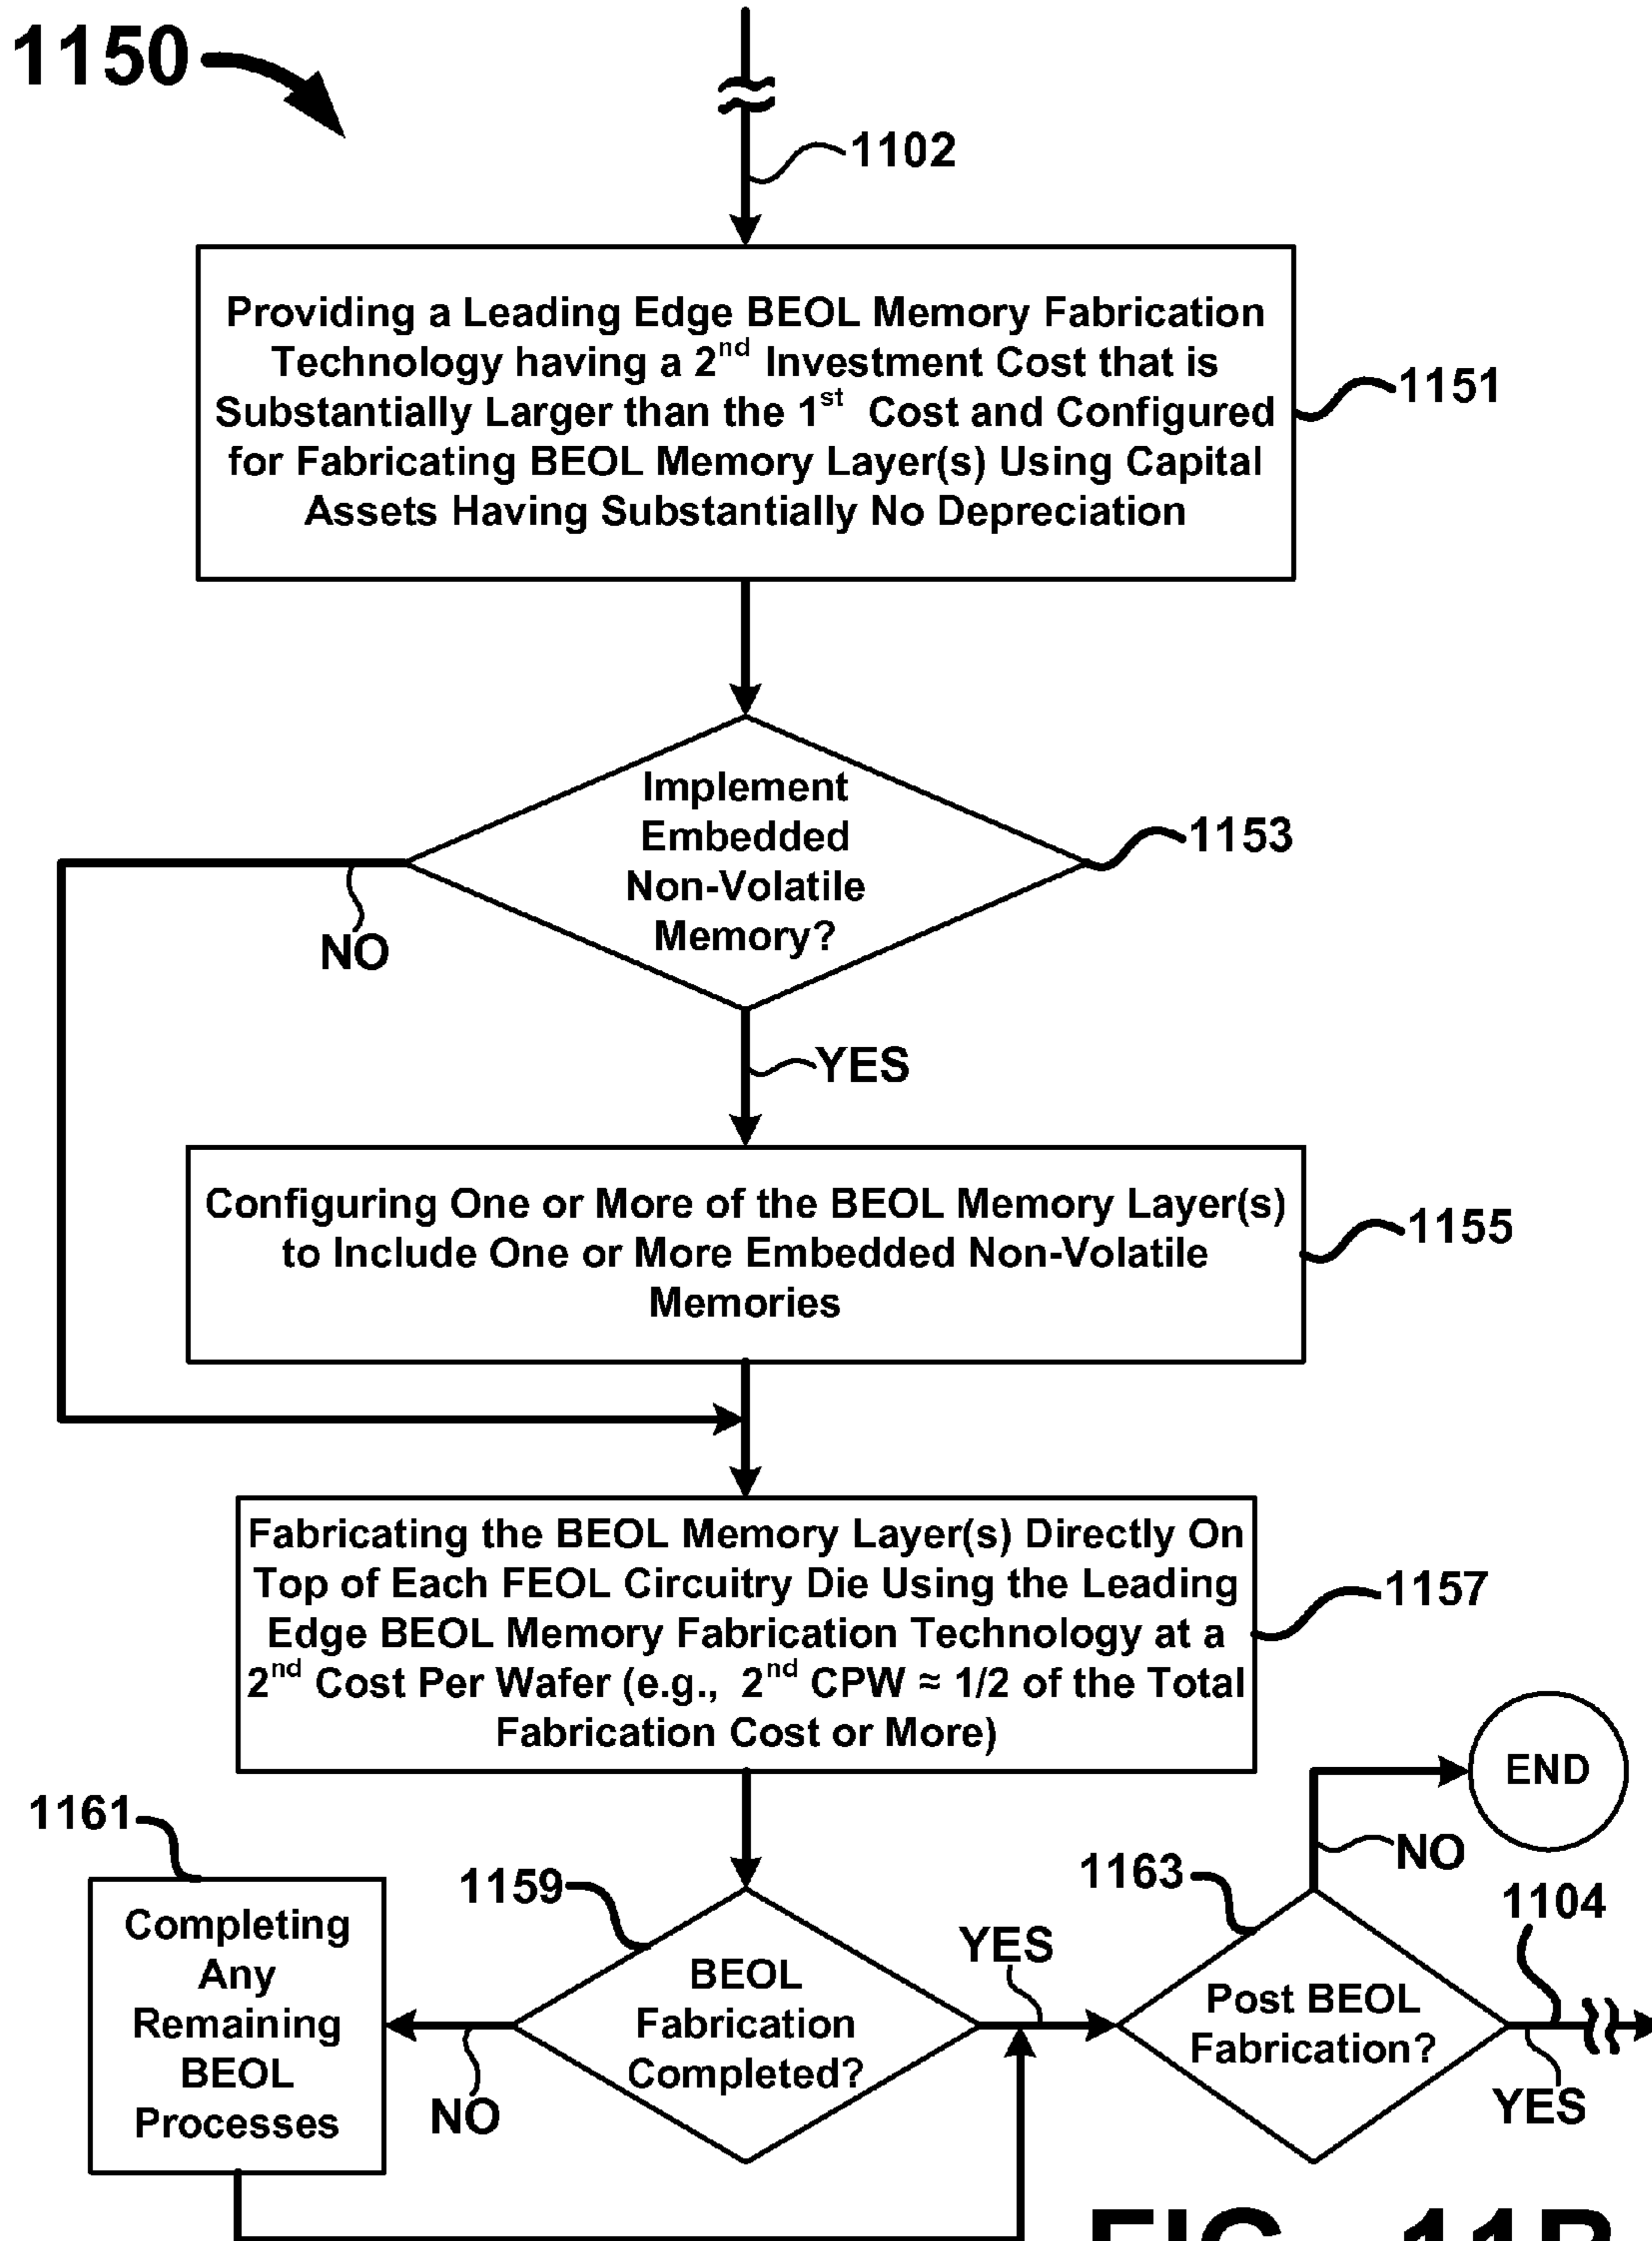 1150
1102
Providing a Leading Edge BEOL Memory Fabrication
Technology having a 2nd Investment Cost that is
Substantially Larger than the 1st Cost and Configured
for Fabricating BEOL Memory Layer(s) Using Capital
Assets Having Substantially No Depreciation
1151
Implement
Embedded
Non-Volatile
Memory?
1153
NO
YES
Configuring One or More of the BEOL Memory Layer(s)
to Include One or More Embedded Non-Volatile
Memories
1155
Fabricating the BEOL Memory Layer(s) Directly On
Top of Each FEOL Circuitry Die Using the Leading
Edge BEOL Memory Fabrication Technology at a
2nd Cost Per Wafer (e.g., 2nd CPW ≈ 1/2 of the Total
Fabrication Cost or More)
1157
END
NO
1161
Completing
Any
Remaining
BEOL
Processes
1159
BEOL
Fabrication
Completed?
NO
YES
1163
Post BEOL
Fabrication?
1104
YES
FIG. 11B